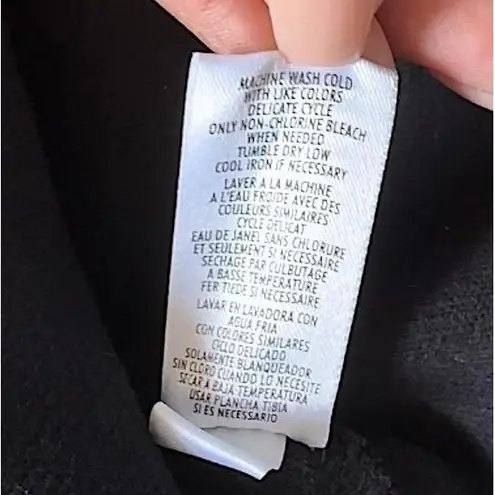 MACHINE WASH COLD
WITH LIKE COLORS
DELICATE CYCLE
ONLY NON-CHLORINE BLEACH
WHEN NEEDED
TUMBLE DRY LOW
COOL IRON IF NECESSARY
LAVER A LA MACHINE
A L'EAU FROIDE AVEC DES
COULEURS SIMILAIRES
CYCLE DELICAT
EAU DE JANEL SANS CHLORURE
ET SEULEMENT SI NECESSAIRE
SECHAGE PAR CULBUTAGE
A BASSE TEMPERATURE
FER TIEDE SI NECESSAIRE
LAVAR EN LAVADORA CON
AGUA FRIA
CON COLORES SIMILARES
CICLO DELICADO
SOLAMENTE BLANQUEADOR
SIN CLORO CUANDO LO NECESITE
SECAR A BAJA TEMPERATURA
USAR PLANCHA TIBIA
SI ES NECESSARIO